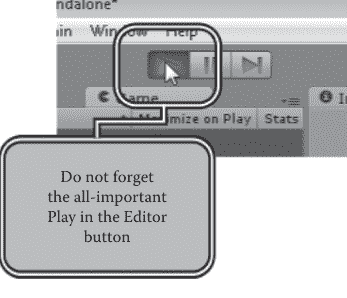 ndalone*
in Window Help
Game
Maximize on Play Stats
I
Do not forget
the all-important
Play in the Editor
button